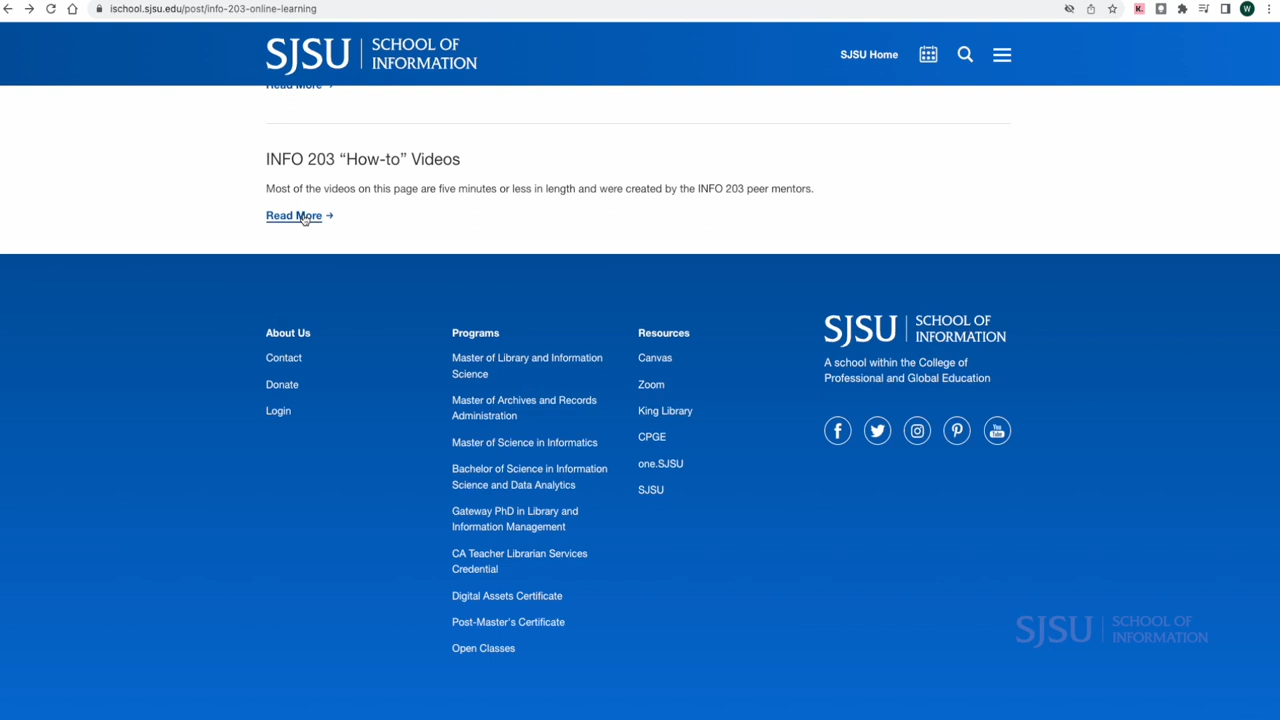 ischool.sjsu.edu/post/info-203-online-learning
K.
W
SJSU | SCHOOL OF INFORMATION
SJSU Home
Read More →
INFO 203 “How-to” Videos
Most of the videos on this page are five minutes or less in length and were created by the INFO 203 peer mentors.
Read More →
About Us
Contact
Donate
Login
Programs
Master of Library and Information
Science
Master of Archives and Records
Administration
Master of Science in Informatics
Bachelor of Science in Information
Science and Data Analytics
Gateway PhD in Library and
Information Management
CA Teacher Librarian Services
Credential
Digital Assets Certificate
Post-Master's Certificate
Open Classes
Resources
Canvas
Zoom
King Library
CPGE
one.SJSU
SJSU
SJSU | SCHOOL OF INFORMATION
A school within the College of
Professional and Global Education
You Tube
SJSU | SCHOOL OF INFORMATION